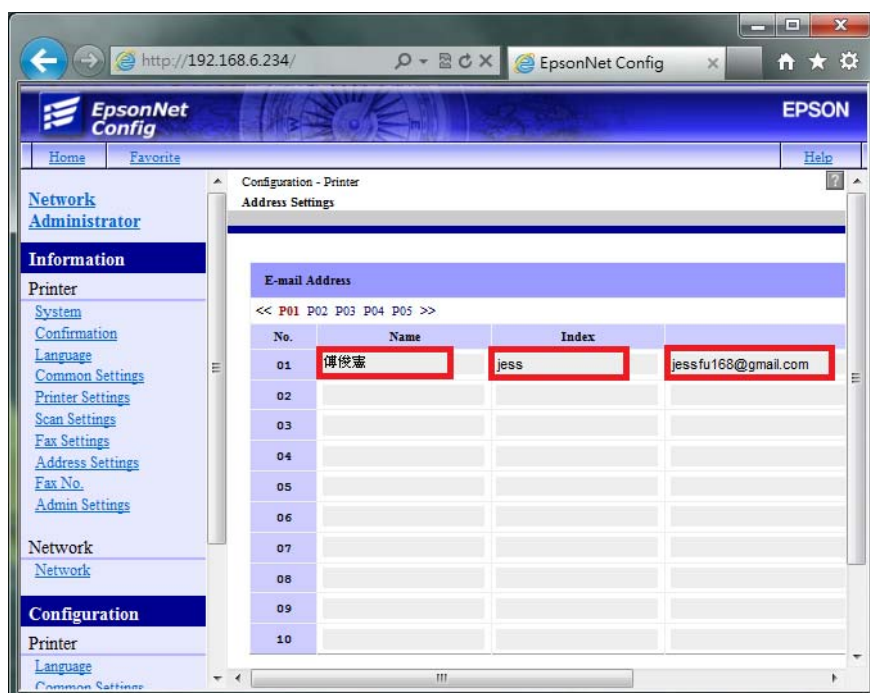 http://192.168.6.234/
EpsonNet Config
EpsonNet
Config
EPSON
Home
Favorite
Help
Network
Administrator
Information
Printer
System
Confirmation
Language
Common Settings
Printer Settings
Scan Settings
Fax Settings
Address Settings
Fax No.
Admin Settings
Network
Network
Configuration
Printer
Language
Common Settings
Configuration - Printer
Address Settings
E-mail Address
<< P01 P02 P03 P04 P05 >>
No. Name Index
01 傅俊憲 jess jessfu168@gmail.com
02
03
04
05
06
07
08
09
10